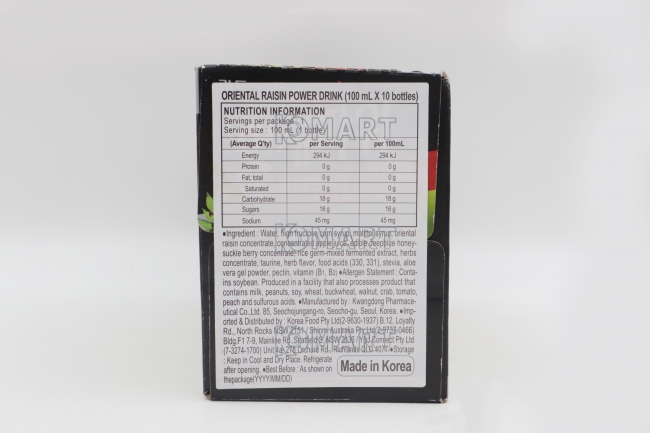 ORIENTAL RAISIN POWER DRINK (100 mL X 10 bottles)
NUTRITION INFORMATION
Servings per package : 1
Serving size : 100 mL (1 bottle)
(Average Q'ty) per Serving per 100mL
Energy 294 kJ 294 kJ
Protein 0 g 0 g
Fat, total 0 g 0 g
Saturated 0 g 0 g
Carbohydrate 18 g 18 g
Sugars 18 g 18 g
Sodium 45 mg 45 mg
●Ingredient : Water, high fructose corn syrup, maltol syrup, oriental
raisin concentrate, concentrated apple juice, edible deepblue honey-
suckle berry concentrate, rice germ-mixed fermented extract, herbs
concentrate, taurine, herb flavor, food acids (330, 331), stevia, aloe
vera gel powder, pectin, vitamin (B1, B2) ●Allergen Statement : Conta-
ins soybean. Produced in a facility that also processes product that
contains milk, peanuts, soy, wheat, buckwheat, walnut, crab, tomato,
peach and sulfurous acids. ●Manufactured by : Kwangdong Pharmace-
utical Co.,Ltd. 85, Seochojungang-ro, Seocho-gu, Seoul, Korea. ●Imp-
orted & Distributed by : Korea Food Pty Ltd(2-9630-1937) B.12, Loyalty
Rd., North Rocks NSW 2151 / Shinmi Australia Pty Ltd(2-9763-0466)
Bldg.F1 7-9, Mainline Rd. NSW / Pty Ltd
(7-3274-1700) Unit 278 Orchard Rd., Richlands QLD 4077 ●Storage
: Keep in Cool and Dry Place. Refrigerate
after opening. ●Best Before : As shown on
thepackage(YYYY/MM/DD)
Made in Korea
KOMART
KOMART
KOMART